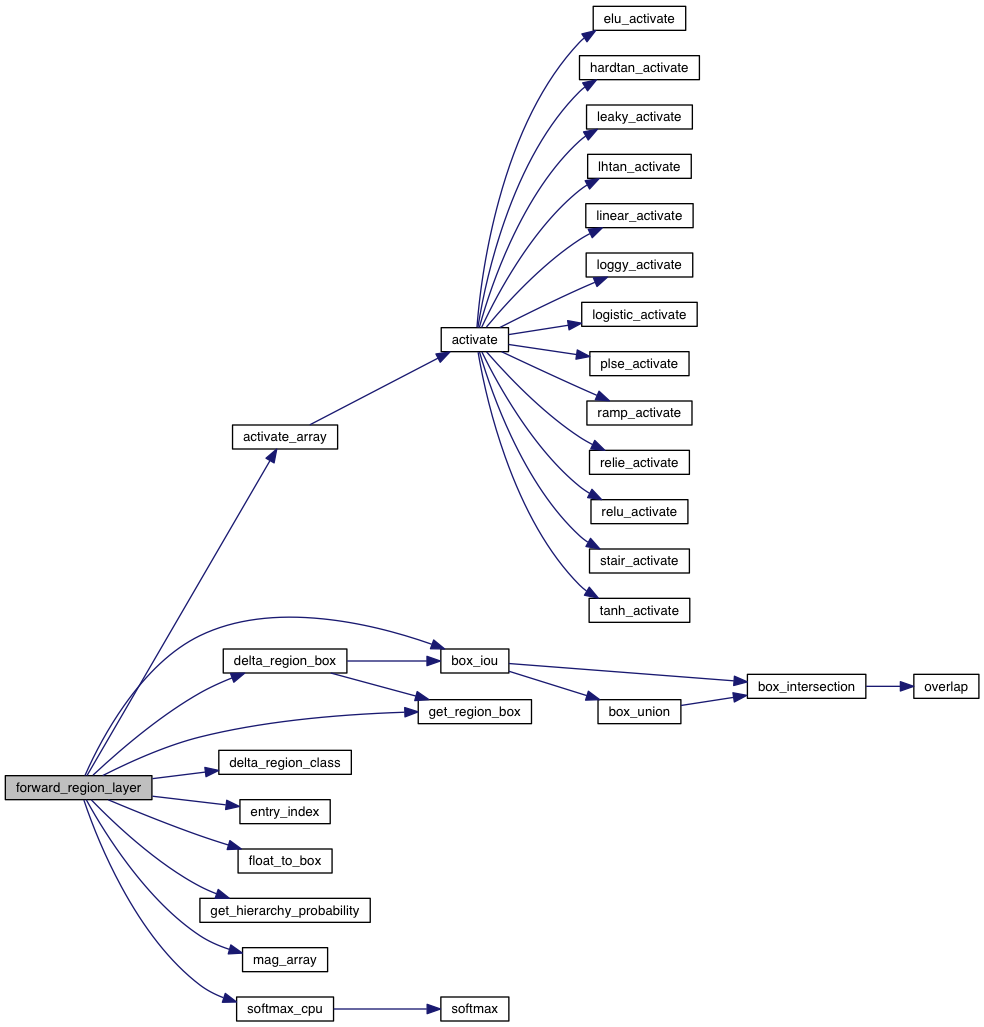 elu_activate
hardtan_activate
leaky_activate
lhtan_activate
linear_activate
loggy_activate
logistic_activate
activate
plse_activate
ramp_activate
activate_array
relie_activate
relu_activate
stair_activate
tanh_activate
delta_region_box
box_iou
box_intersection
overlap
get_region_box
box_union
delta_region_class
forward_region_layer
entry_index
float_to_box
get_hierarchy_probability
mag_array
softmax_cpu
softmax